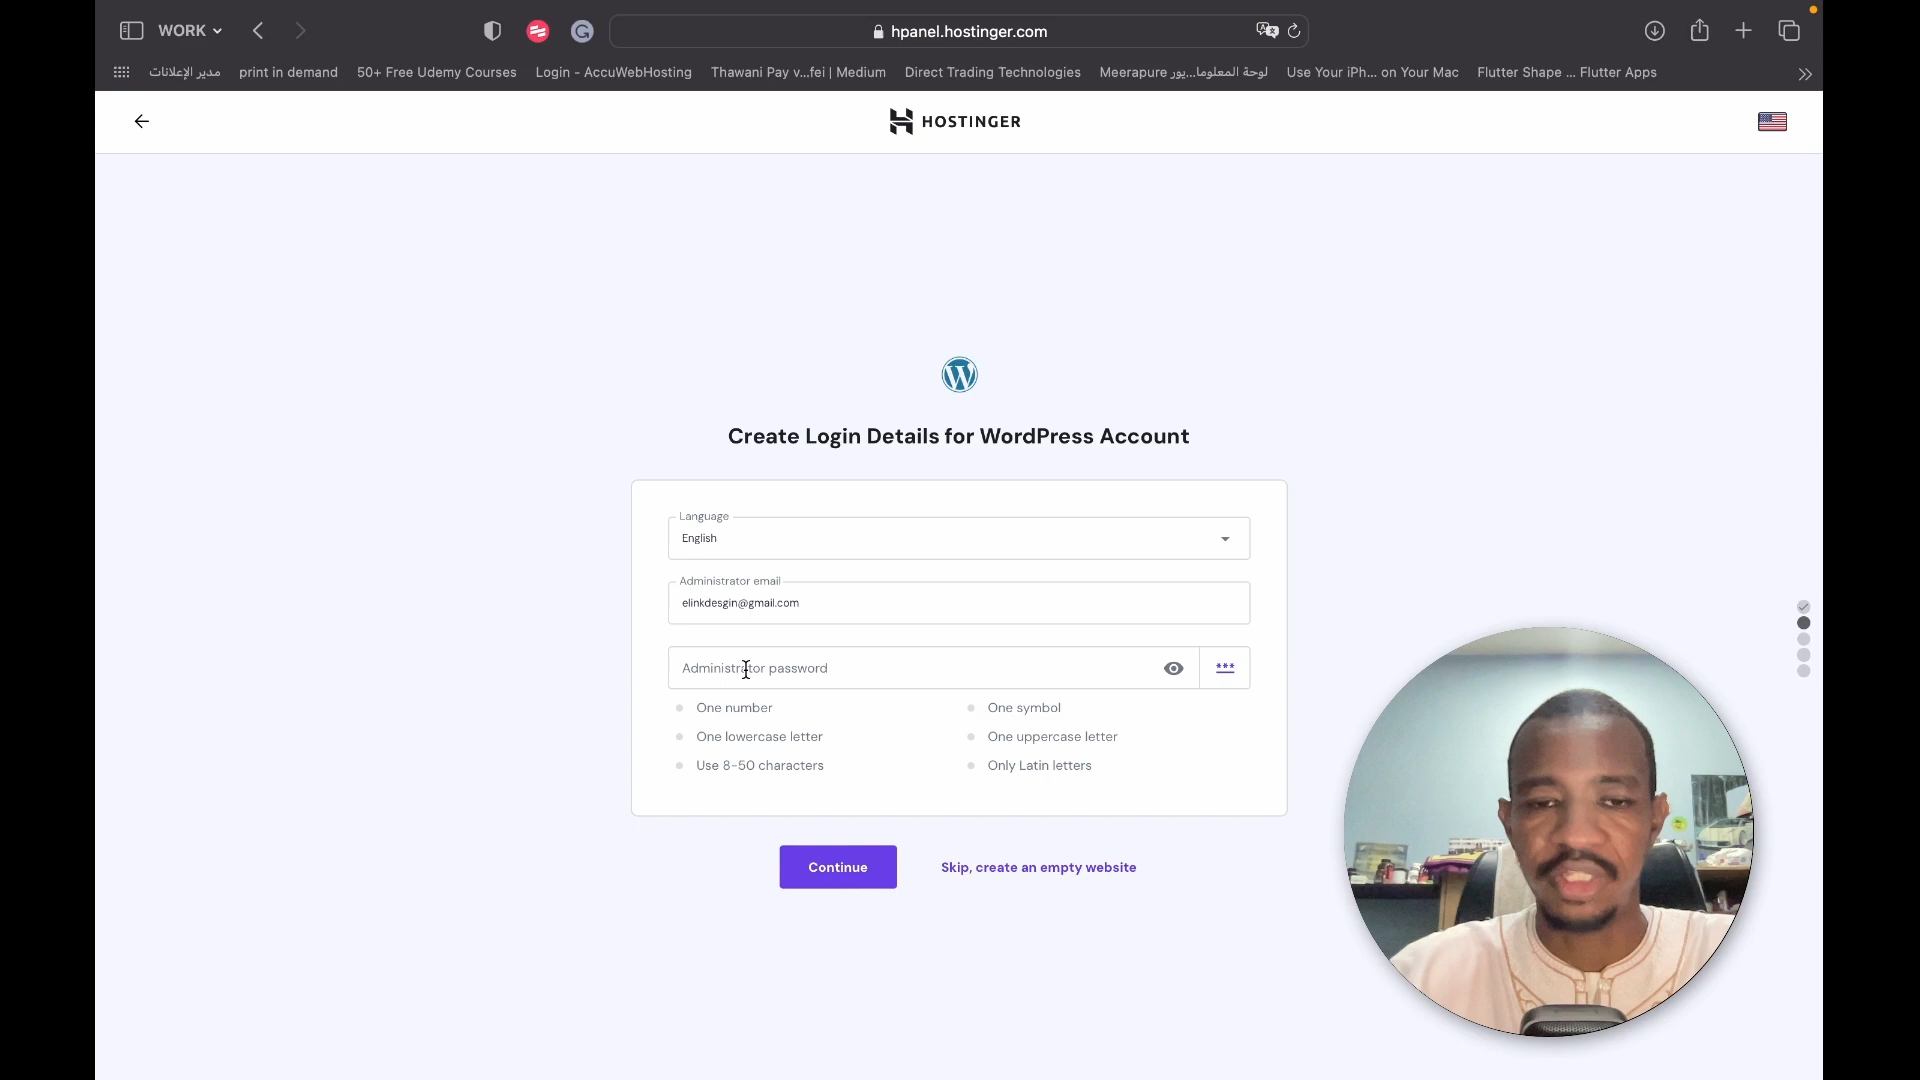 WORK
hpanel.hostinger.com
مدير الإعلانات print in demand 50+ Free Udemy Courses Login - AccuWebHosting Thawani Pay v...fei | Medium Direct Trading Technologies Meerapure لوحة المعلوما...يور Use Your iPh... on Your Mac Flutter Shape ... Flutter Apps
HOSTINGER
Create Login Details for WordPress Account
Language
English
Administrator email
elinkdesgin@gmail.com
Administrator password
***
One number One symbol
One lowercase letter One uppercase letter
Use 8-50 characters Only Latin letters
Continue Skip, create an empty website